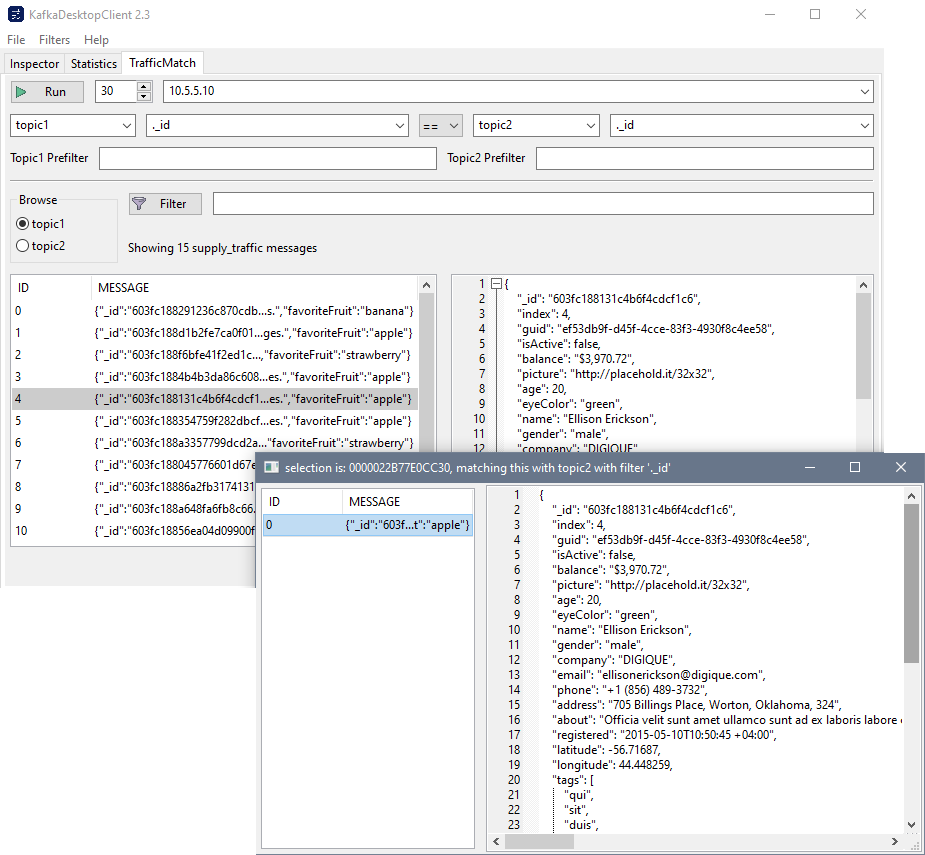 KafkaDesktopClient 2.3
File Filters Help
Inspector Statistics TrafficMatch
Run 30 10.5.5.10
topic1 ._id == topic2 ._id
Topic1 Prefilter Topic2 Prefilter
Browse
Filter
topic1
topic2
Showing 15 supply_traffic messages
ID MESSAGE
0 {"_id":"603fc188291236c870cdb...s.","favoriteFruit":"banana"}
1 {"_id":"603fc188d1b2fe7ca0f01...ges.","favoriteFruit":"apple"}
2 {"_id":"603fc188f6bfe41f2ed1c...,"favoriteFruit":"strawberry"}
3 {"_id":"603fc1884b4b3da86c608...es.","favoriteFruit":"apple"}
4 {"_id":"603fc188131c4b6f4cdcf1...es.","favoriteFruit":"apple"}
5 {"_id":"603fc188354759f282dbcf...es.","favoriteFruit":"apple"}
6 {"_id":"603fc188a3357799dcd2a..."favoriteFruit":"strawberry"}
7 {"_id":"603fc18804577660 1d67e
8 {"_id":"603fc18886a2fb3174131
9 {"_id":"603fc188a648fa6fb8c66.
10 {"_id":"603fc18856ea04d09900f
1 {
2 "_id": "603fc188131c4b6f4cdcf1c6",
3 "index": 4,
4 "guid": "ef53db9f-d45f-4cce-83f3-4930f8c4ee58",
5 "isActive": false,
6 "balance": "$3,970.72",
7 "picture": "http://placehold.it/32x32",
8 "age": 20,
9 "eyeColor": "green",
10 "name": "Ellison Erickson",
11 "gender": "male",
12 "company": "DIGIQUE"
selection is: 0000022B77E0CC30, matching this with topic2 with filter '._id'
ID MESSAGE
0 {"_id":"603f...t":"apple"}
1 {
2 "_id": "603fc188131c4b6f4cdcf1c6",
3 "index": 4,
4 "guid": "ef53db9f-d45f-4cce-83f3-4930f8c4ee58",
5 "isActive": false,
6 "balance": "$3,970.72",
7 "picture": "http://placehold.it/32x32",
8 "age": 20,
9 "eyeColor": "green",
10 "name": "Ellison Erickson",
11 "gender": "male",
12 "company": "DIGIQUE",
13 "email": "ellisonerickson@digique.com",
14 "phone": "+1 (856) 489-3732",
15 "address": "705 Billings Place, Worton, Oklahoma, 324",
16 "about": "Officia velit sunt amet ullamco sunt ad ex laboris labore
17 "registered": "2015-05-10T10:50:45 +04:00",
18 "latitude": -56.71687,
19 "longitude": 44.448259,
20 "tags": [
21 "qui",
22 "sit",
23 "duis",